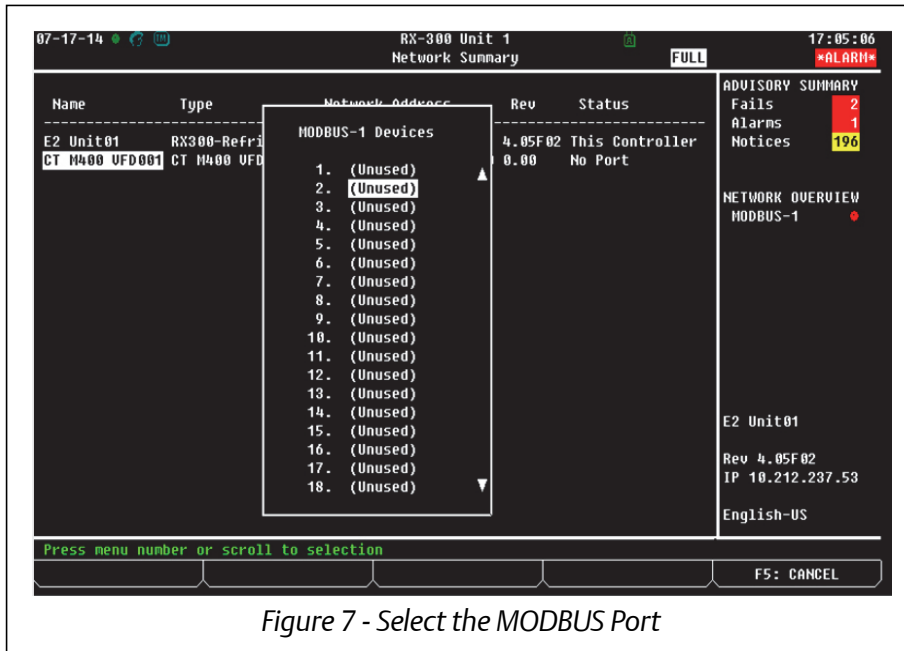 07-17-14 RX-300 Unit 1 17:05:06
Network Summary FULL *ALARM*
Name Type Network Address Rev Status
E2 Unit01 RX300-Refri 4.05F02 This Controller
CT M400 VFD001 CT M400 VFD 0.00 No Port
MODBUS-1 Devices
1. (Unused)
2. (Unused)
3. (Unused)
4. (Unused)
5. (Unused)
6. (Unused)
7. (Unused)
8. (Unused)
9. (Unused)
10. (Unused)
11. (Unused)
12. (Unused)
13. (Unused)
14. (Unused)
15. (Unused)
16. (Unused)
17. (Unused)
18. (Unused)
ADVISORY SUMMARY
Fails 2
Alarms 1
Notices 196
NETWORK OVERVIEW
MODBUS-1
E2 Unit01
Rev 4.05F02
IP 10.212.237.53
English-US
Press menu number or scroll to selection
F5: CANCEL
Figure 7 - Select the MODBUS Port